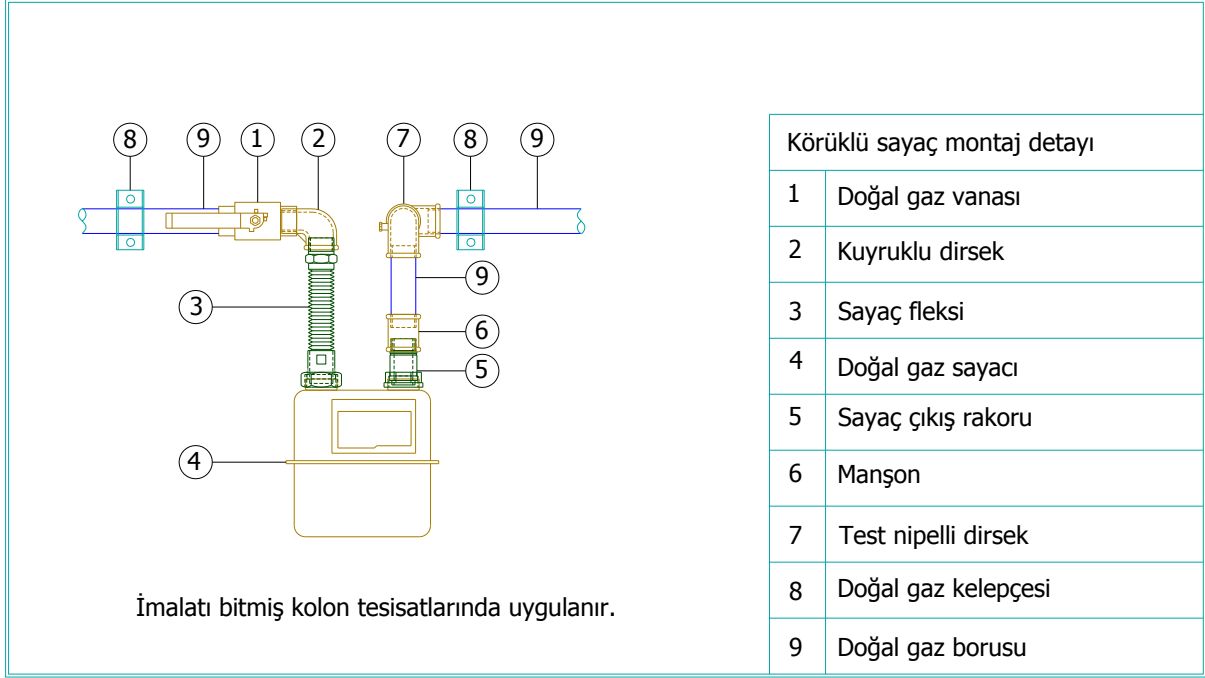 8 9 1 2 7 8 9
9
3
6
5
4
İmalatı bitmiş kolon tesisatlarında uygulanır.
Körüklü sayaç montaj detayı
1 Doğal gaz vanası
2 Kuyruklu dirsek
3 Sayaç fleksi
4 Doğal gaz sayacı
5 Sayaç çıkış rakoru
6 Manşon
7 Test nipelli dirsek
8 Doğal gaz kelepçesi
9 Doğal gaz borusu